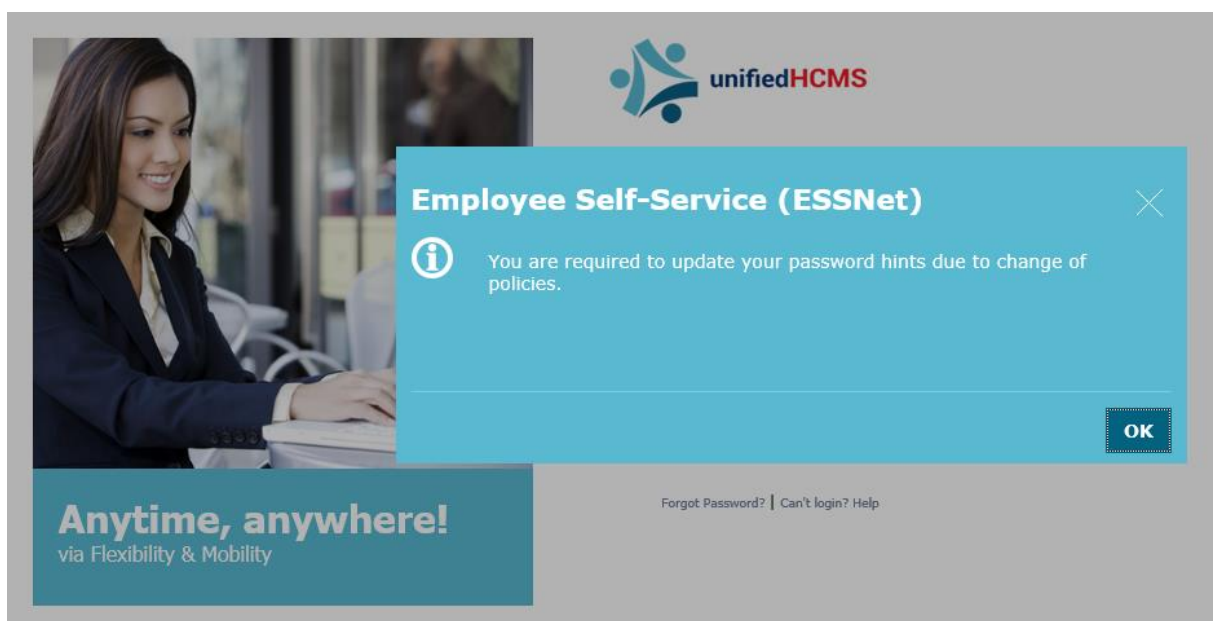 unifiedHCMS
Employee Self-Service (ESSNet)
You are required to update your password hints due to change of
policies.
OK
Forgot Password? | Can't login? Help
Anytime, anywhere!
via Flexibility & Mobility